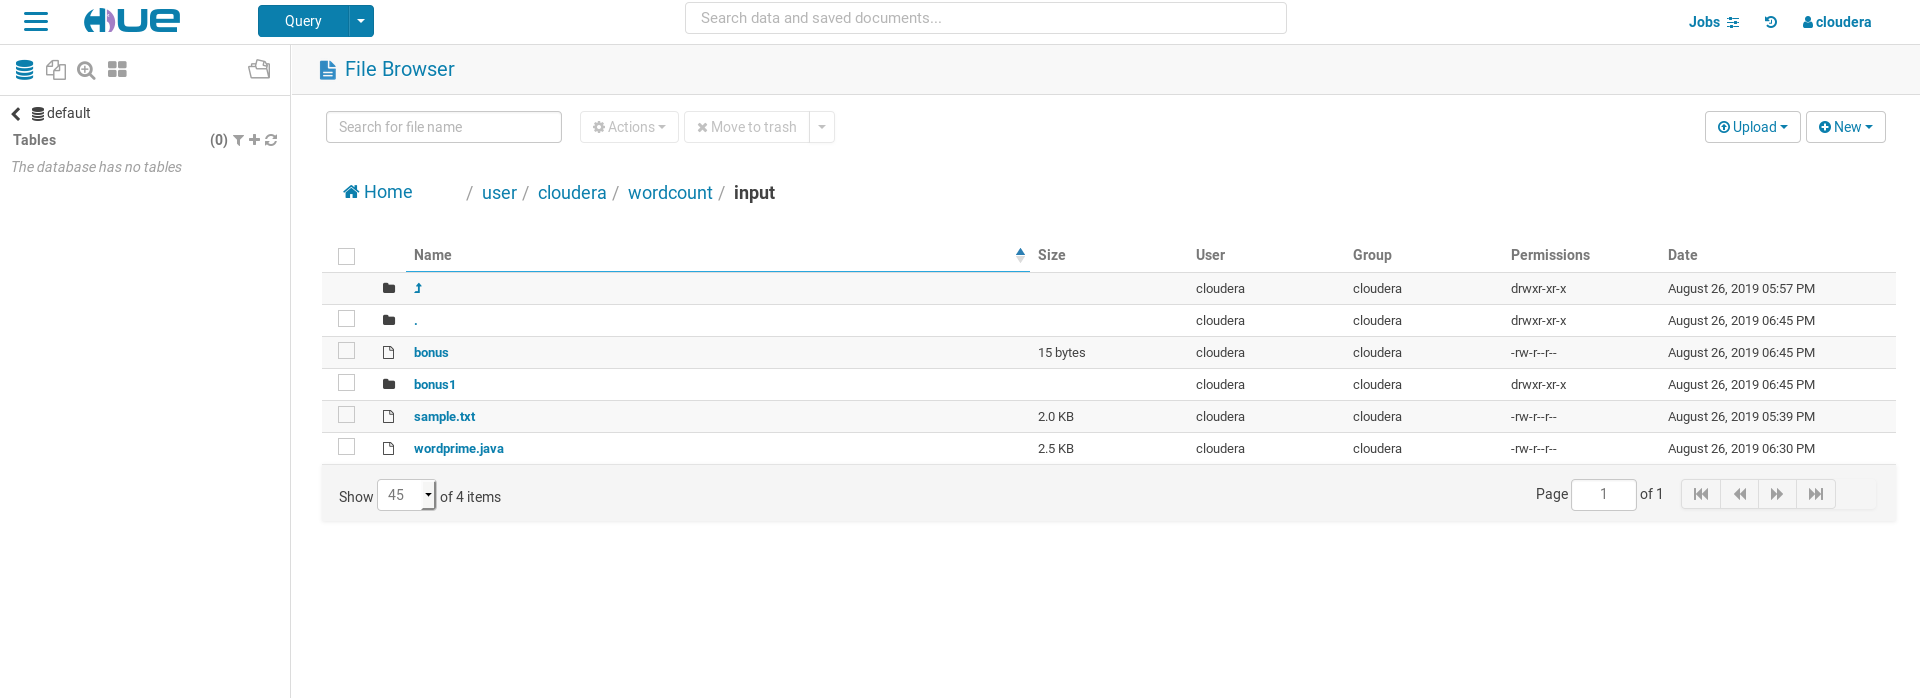 HUE Query Search data and saved documents... Jobs cloudera
File Browser
default
Tables (0)
The database has no tables
Search for file name Actions Move to trash Upload New
Home / user / cloudera / wordcount / input
Name Size User Group Permissions Date
cloudera cloudera drwxr-xr-x August 26, 2019 05:57 PM
. cloudera cloudera drwxr-xr-x August 26, 2019 06:45 PM
bonus 15 bytes cloudera cloudera -rw-r--r-- August 26, 2019 06:45 PM
bonus1 cloudera cloudera drwxr-xr-x August 26, 2019 06:45 PM
sample.txt 2.0 KB cloudera cloudera -rw-r--r-- August 26, 2019 05:39 PM
wordprime.java 2.5 KB cloudera cloudera -rw-r--r-- August 26, 2019 06:30 PM
Show 45 of 4 items Page 1 of 1